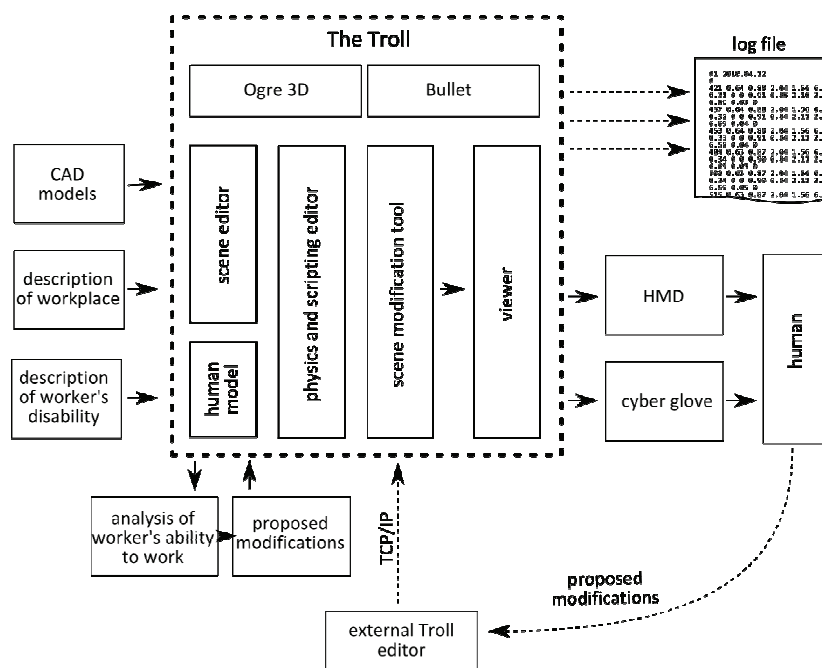 The Troll
Ogre 3D
Bullet
log file
CAD
models
description
of workplace
description
of worker's
disability
scene editor
human
model
physics and scripting editor
scene modification tool
viewer
HMD
cyber glove
human
analysis of
worker's ability
to work
proposed
modifications
TCP/IP
proposed
modifications
external Troll
editor